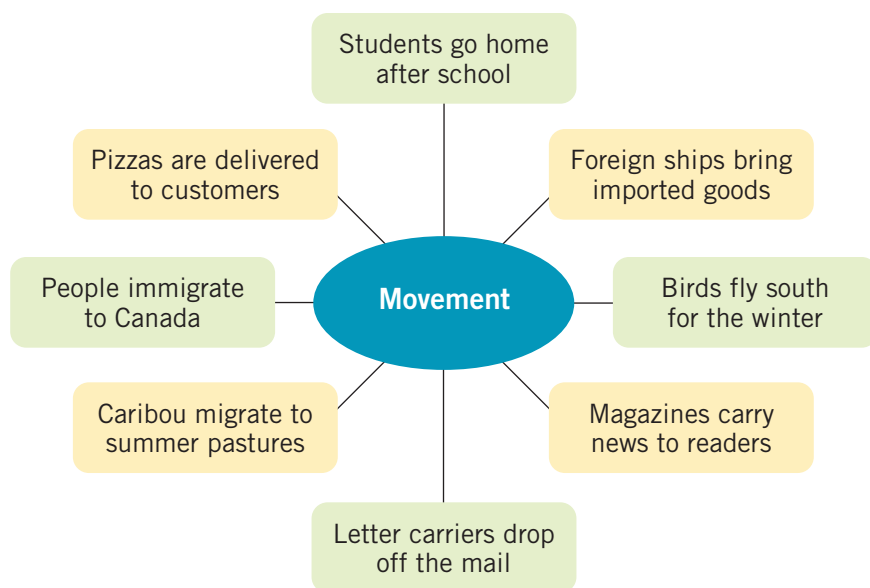 Students go home
after school
Pizzas are delivered
to customers
Foreign ships bring
imported goods
People immigrate
to Canada
Movement
Birds fly south
for the winter
Caribou migrate to
summer pastures
Magazines carry
news to readers
Letter carriers drop
off the mail